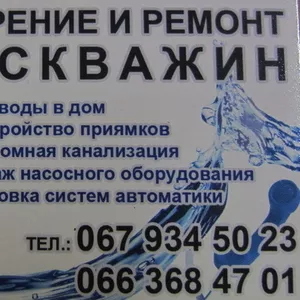 РЕНИЕ И РЕМОНТ
СКВАЖИН
ВОДЫ В ДОМ
РОЙСТВО ПРИЯМКОВ
ОМНАЯ КАНАЛИЗАЦИЯ
АЖ НАСОСНОГО ОБОРУДОВАНИЯ
ОВКА СИСТЕМ АВТОМАТИКИ
ТЕЛ.: 067 934 50 23
066 368 47 01